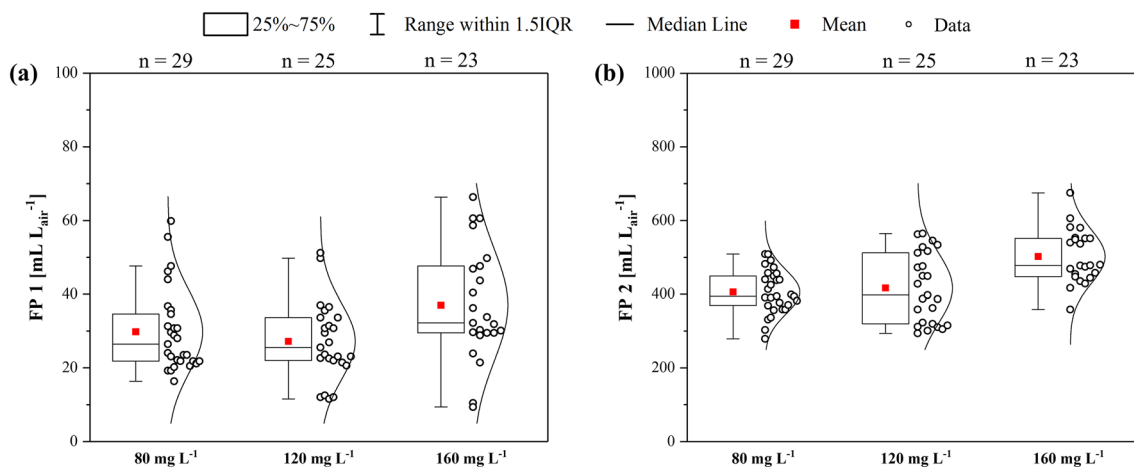 25%~75% Range within 1.5IQR Median Line Mean Data
(a)
n = 29 n = 25 n = 23
FP 1 [mL L_air^-1]
100
80
60
40
20
0
80 mg L^-1 120 mg L^-1 160 mg L^-1
(b)
n = 29 n = 25 n = 23
FP 2 [mL L_air^-1]
1000
800
600
400
200
0
80 mg L^-1 120 mg L^-1 160 mg L^-1